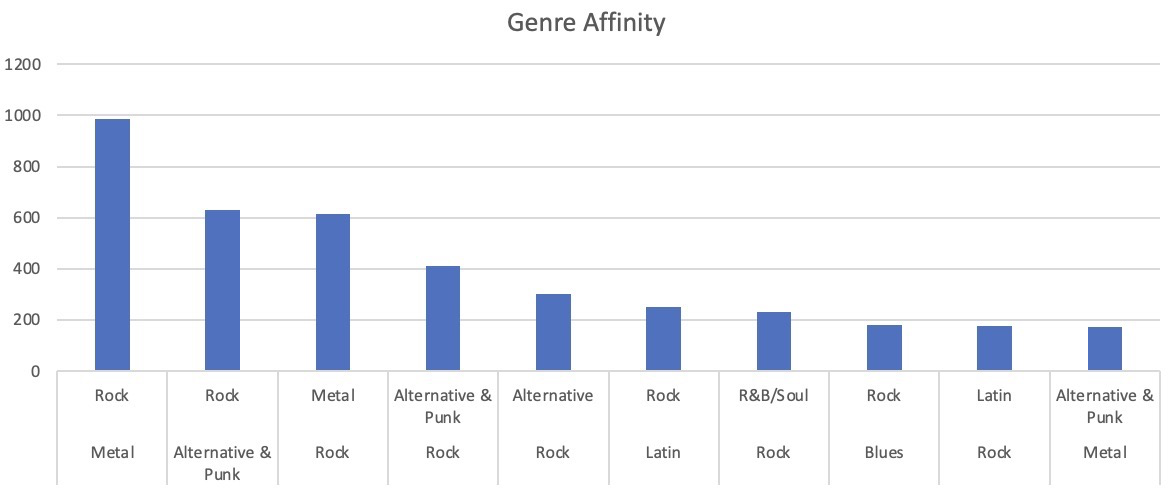 Genre Affinity
1200
1000
800
600
400
200
0
Rock Rock Metal Alternative & Alternative Rock R&B/Soul Rock Latin Alternative &
Punk Punk
Metal Alternative & Rock Rock Rock Latin Rock Blues Rock Metal
Punk